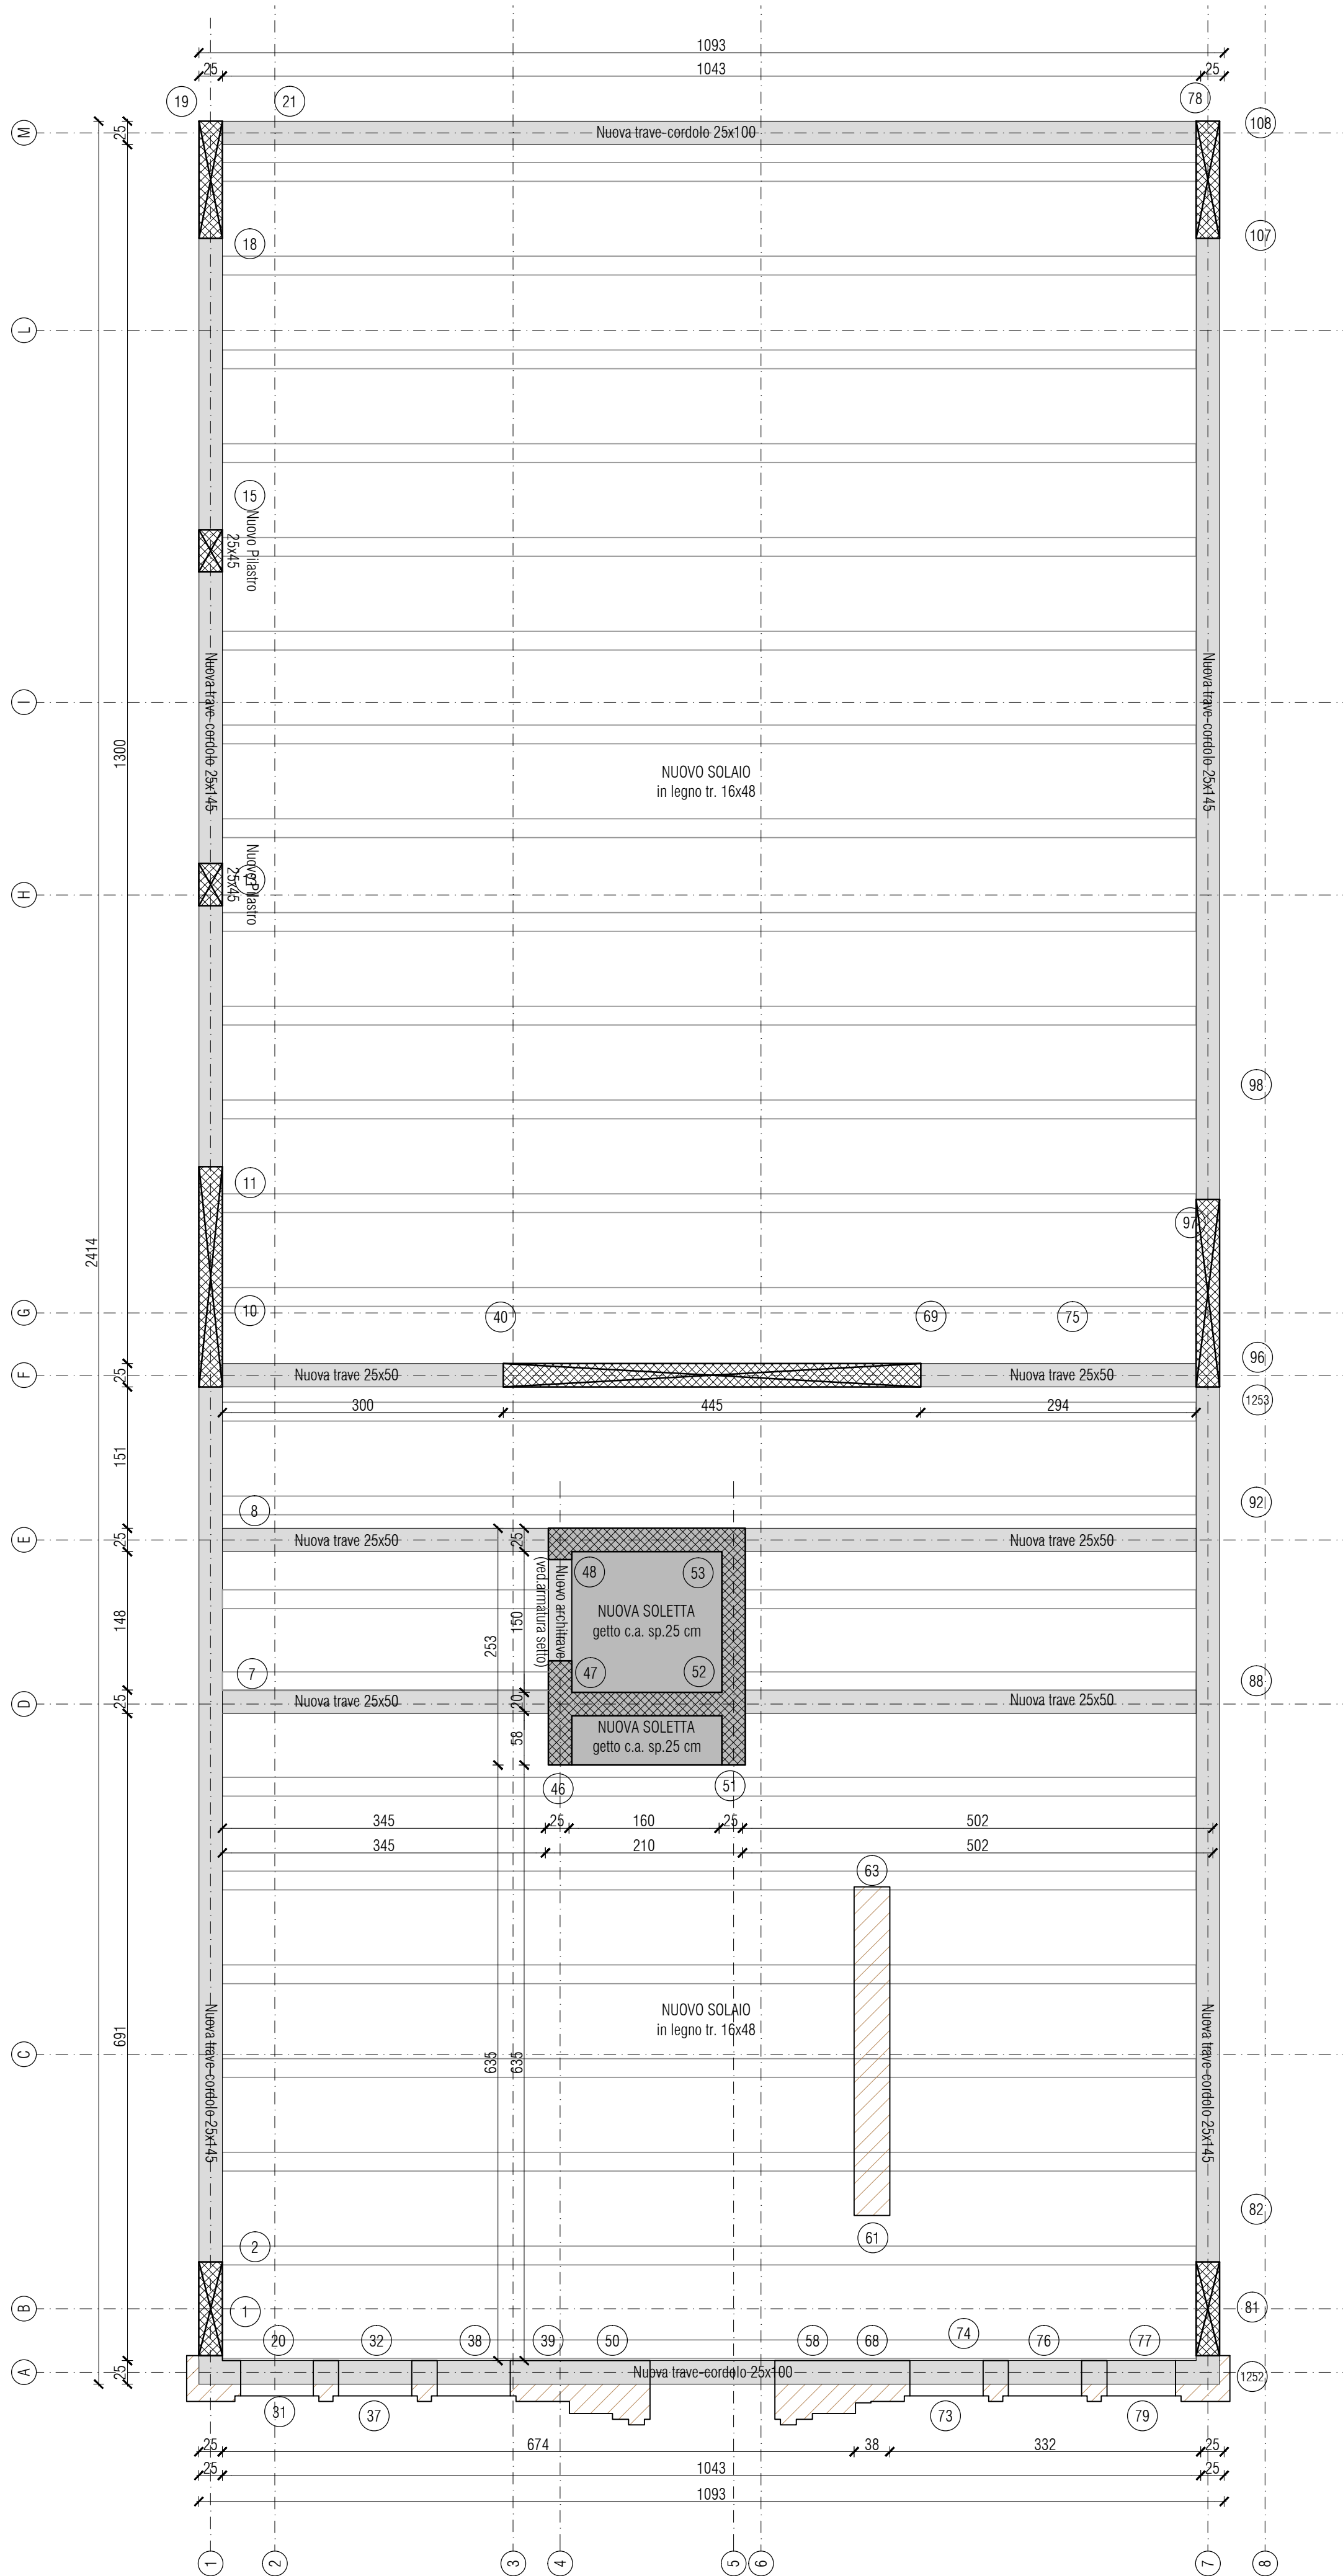 1093
25
1043
25
19
21
78
108
M
25
Nuova trave-cordolo 25x100
18
107
L
15
Nuovo Pilastro
25x45
Nuova trave-cordolo 25x145
Nuova trave-cordolo 25x145
I
1300
NUOVO SOLAIO
in legno tr. 16x48
Nuovo Pilastro
25x45
H
98
11
97
2414
10
40
69
75
G
96
F
25
Nuova trave 25x50
Nuova trave 25x50
1253
300
445
294
151
8
92
E
25
Nuova trave 25x50
25
Nuova trave 25x50
48
53
Nuovo architrave
(ved.armatura setto)
NUOVA SOLETTA
getto c.a. sp.25 cm
148
253
150
7
47
52
88
D
25
Nuova trave 25x50
20
Nuova trave 25x50
58
NUOVA SOLETTA
getto c.a. sp.25 cm
46
51
345
25
160
25
502
345
210
502
63
NUOVO SOLAIO
in legno tr. 16x48
C
691
635
635
Nuova trave-cordolo 25x145
Nuova trave-cordolo 25x145
82
61
2
B
1
81
20
32
38
39
50
58
68
74
76
77
A
25
Nuova trave-cordolo 25x100
1252
31
37
73
79
25
674
38
332
25
25
1043
25
1093
1
2
3
4
5
6
7
8